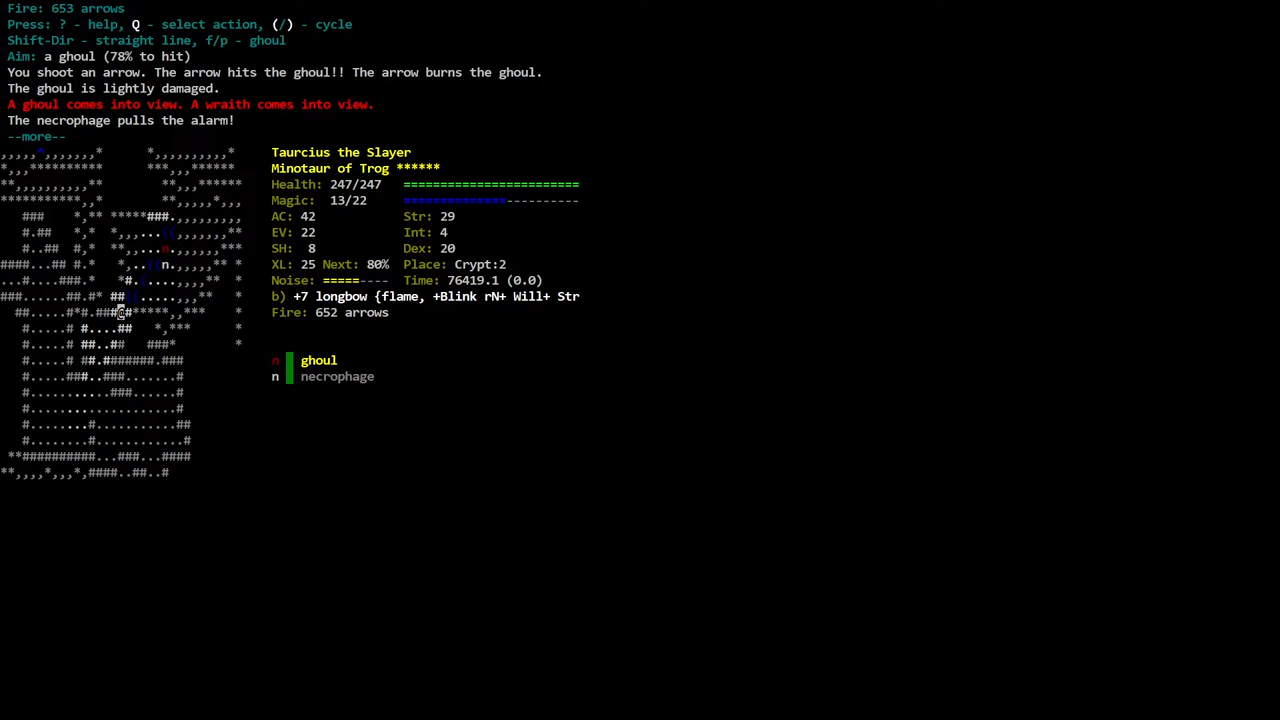 Fire: 653 arrows
Press: ? - help, Q - select action, (/) - cycle
Shift-Dir - straight line, f/p - ghoul
Aim: a ghoul (78% to hit)
You shoot an arrow. The arrow hits the ghoul!! The arrow burns the ghoul.
The ghoul is lightly damaged.
A ghoul comes into view. A wraith comes into view.
The necrophage pulls the alarm!
--more--
Taurcius the Slayer
Minotaur of Trog ******
Health: 247/247 ========================
Magic: 13/22 ==============----------
AC: 42 Str: 29
EV: 22 Int: 4
SH: 8 Dex: 20
XL: 25 Next: 80% Place: Crypt:2
Noise: =====---- Time: 76419.1 (0.0)
b) +7 longbow {flame, +Blink rN+ Will+ Str
Fire: 652 arrows
n ghoul
n necrophage